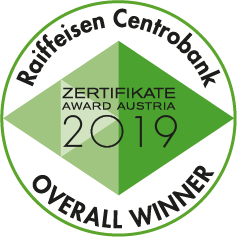 Raiffeisen Centrobank
ZERTIFIKATE
AWARD AUSTRIA
2019
OVERALL WINNER